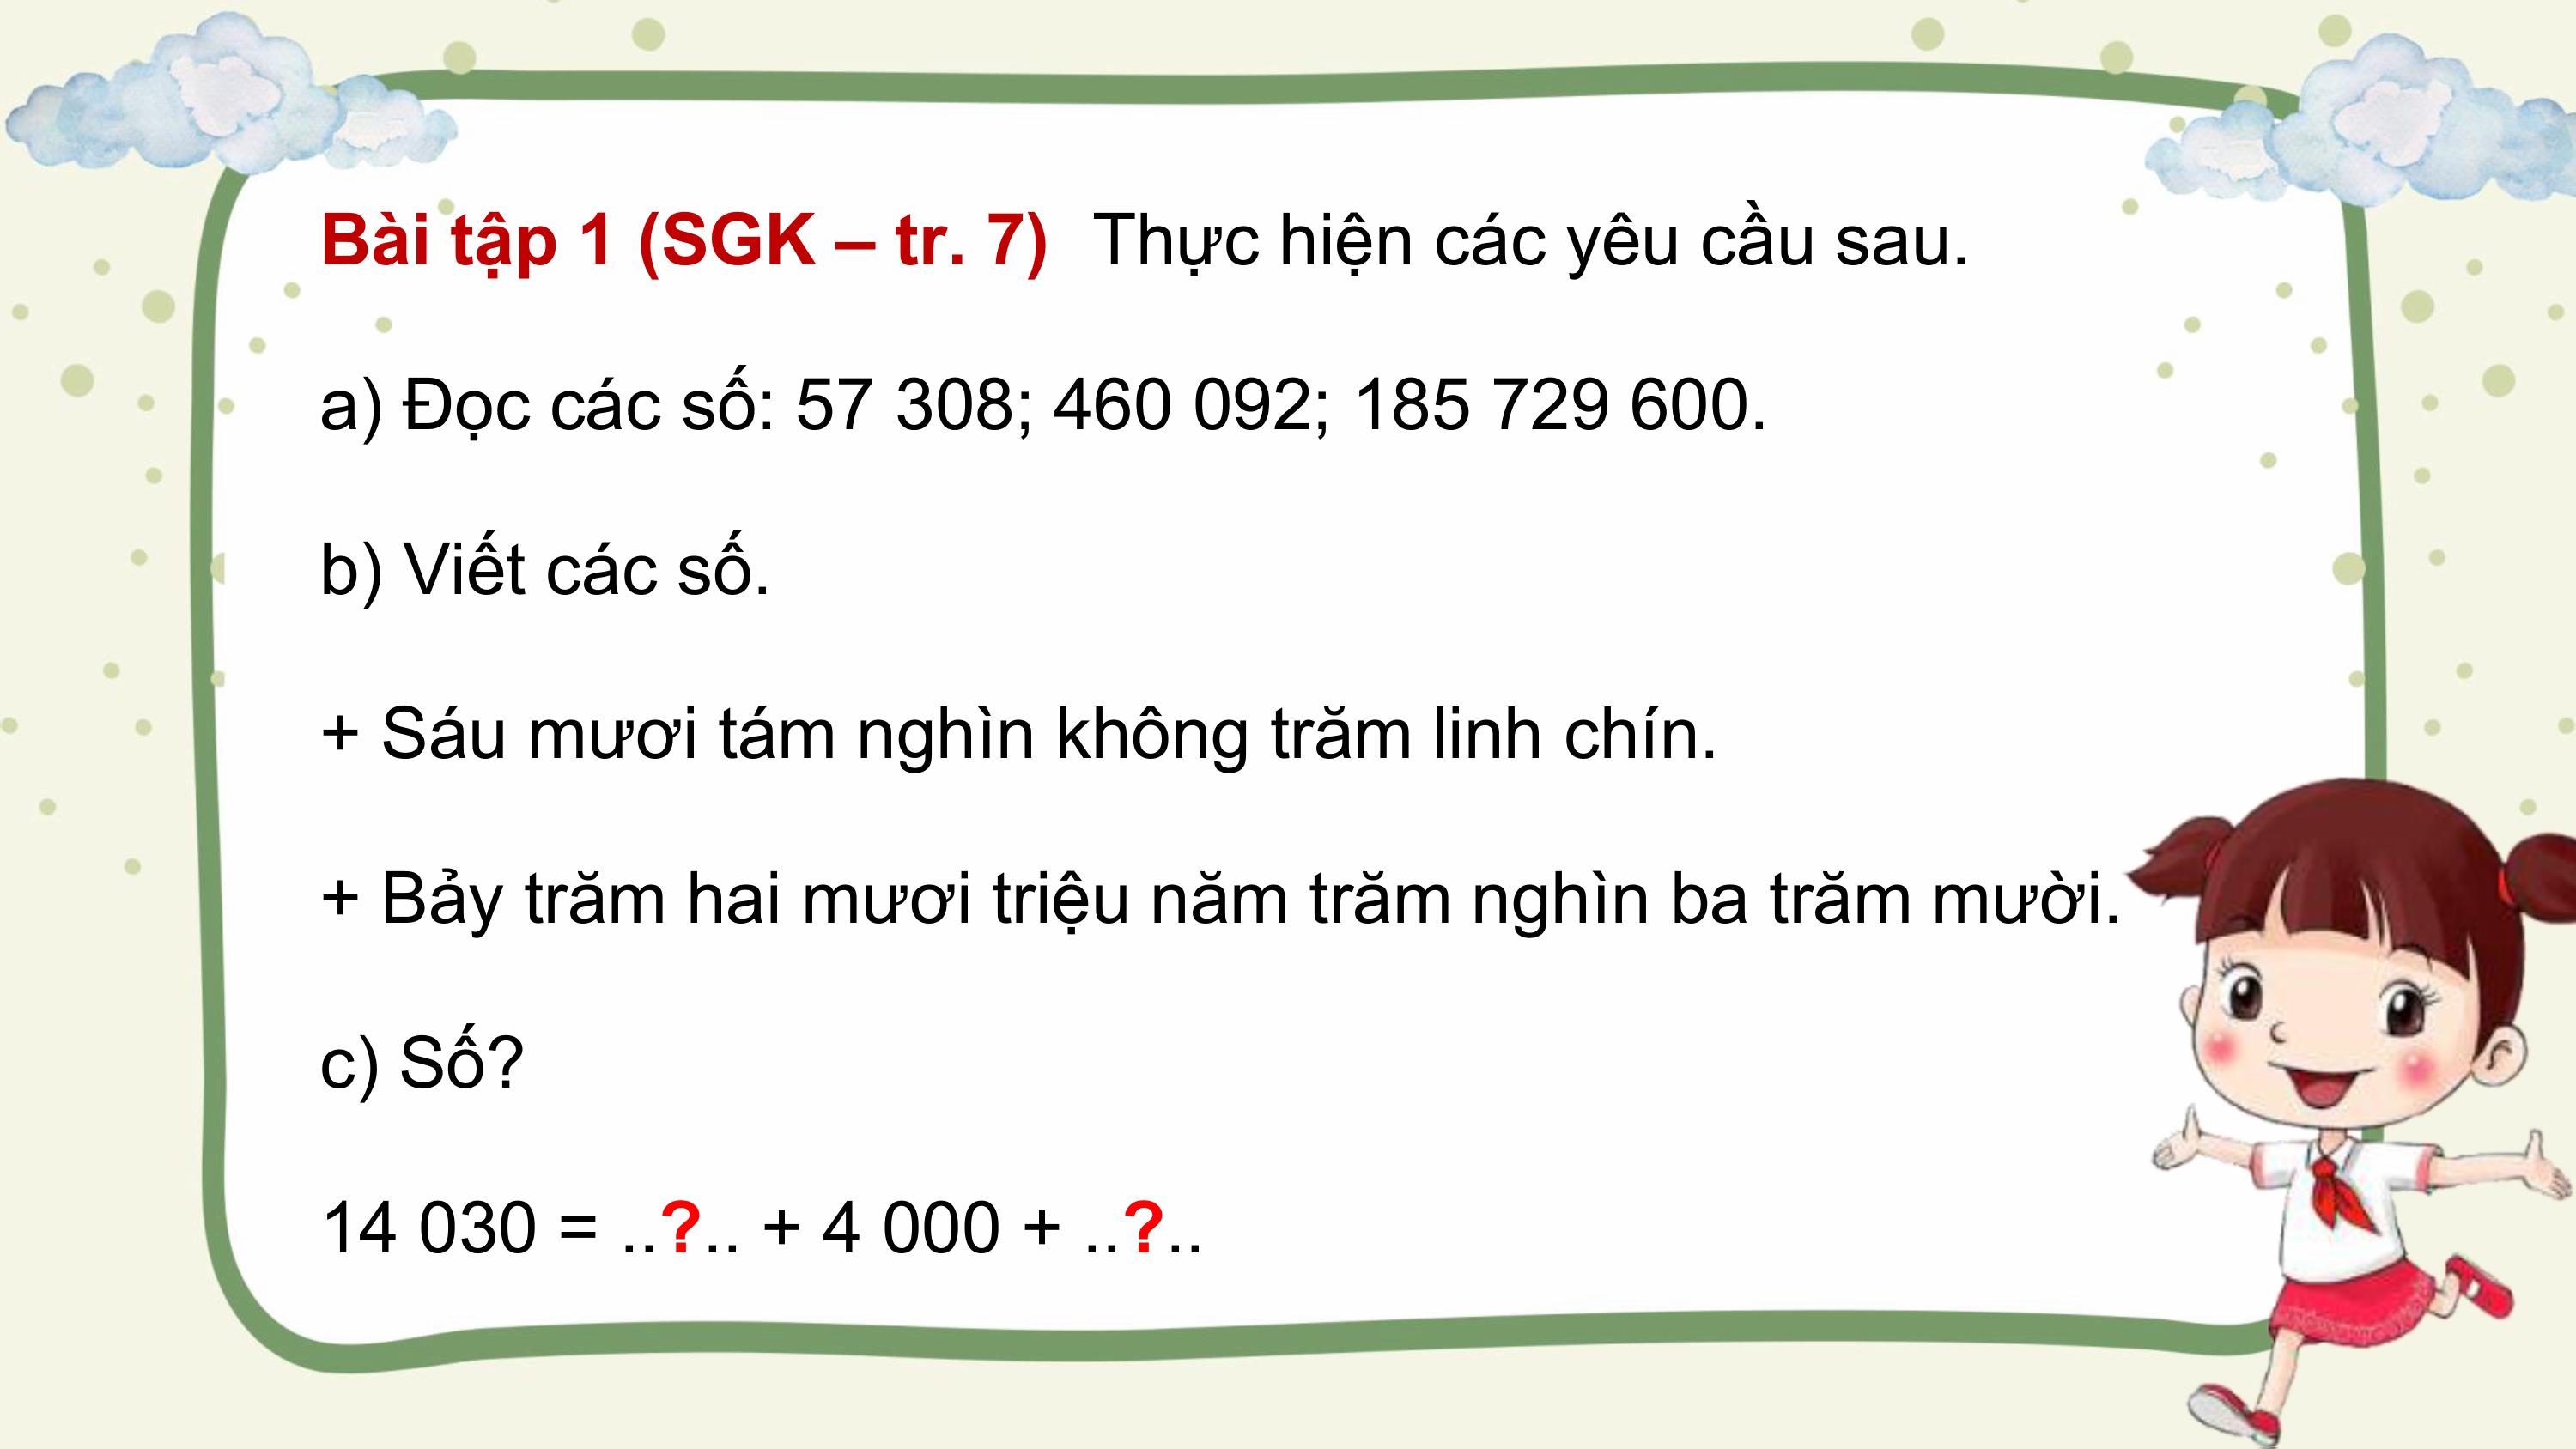 Bài tập 1 (SGK – tr. 7) Thực hiện các yêu cầu sau.
a) Đọc các số: 57 308; 460 092; 185 729 600.
b) Viết các số.
+ Sáu mươi tám nghìn không trăm linh chín.
+ Bảy trăm hai mươi triệu năm trăm nghìn ba trăm mười.
c) Số?
14 030 = ..?.. + 4 000 + ..?..